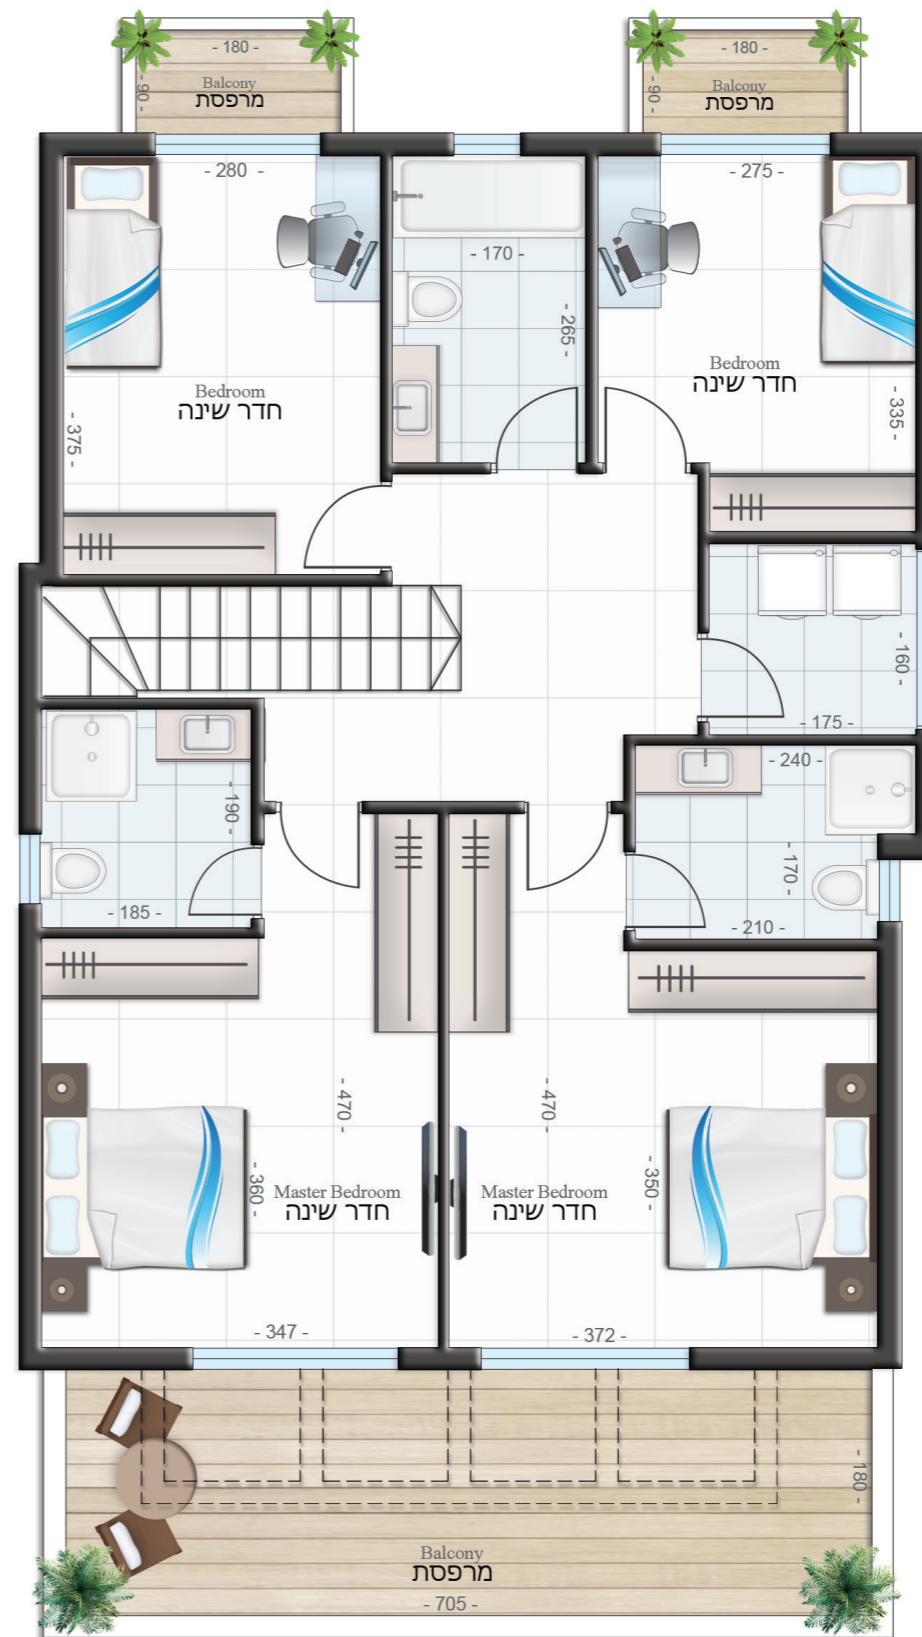 - 180 -
- 180 -
Balcony
מרפסת
- 90 -
Balcony
מרפסת
- 90 -
- 280 -
- 275 -
- 170 -
- 265 -
Bedroom
חדר שינה
Bedroom
חדר שינה
- 375 -
- 335 -
- 160 -
- 175 -
- 240 -
- 190 -
- 170 -
- 185 -
- 210 -
- 470 -
- 470 -
- 360 -
Master Bedroom
חדר שינה
Master Bedroom
חדר שינה
- 350 -
- 347 -
- 372 -
- 180 -
Balcony
מרפסת
- 705 -